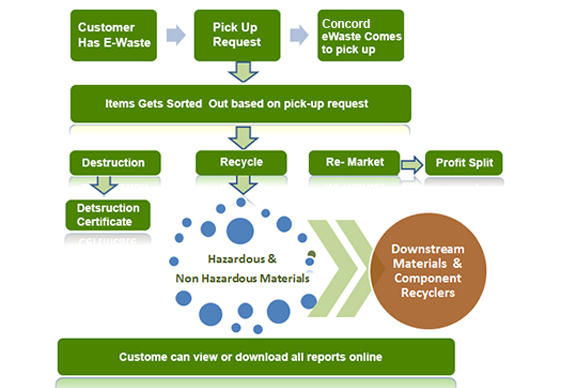 Customer
Has E-Waste
Pick Up
Request
Concord
eWaste Comes
to pick up
Items Gets Sorted Out based on pick-up request
Destruction
Recycle
Re- Market
Profit Split
Detsruction
Certificate
Hazardous &
Non Hazardous Materials
Downstream
Materials &
Component
Recyclers
Custome can view or download all reports online